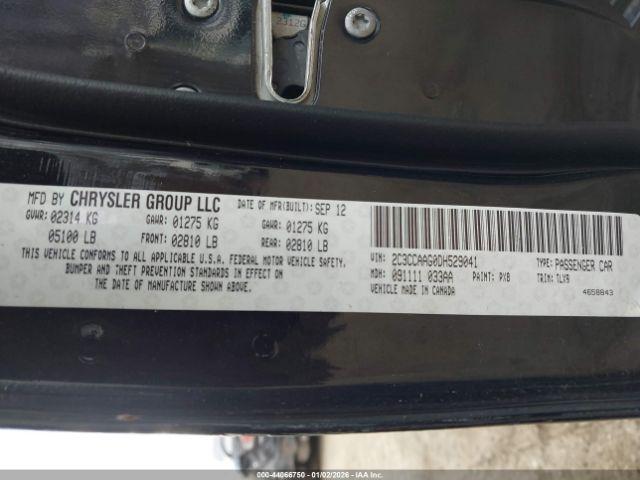 2312G
MFD BY CHRYSLER GROUP LLC DATE OF MFR(BUILT): SEP 12
GVWR: 02314 KG GAWR: 01275 KG GAWR: 01275 KG
05100 LB FRONT: 02810 LB REAR: 02810 LB
THIS VEHICLE CONFORMS TO ALL APPLICABLE U.S.A. FEDERAL MOTOR VEHICLE SAFETY,
BUMPER AND THEFT PREVENTION STANDARDS IN EFFECT ON
THE DATE OF MANUFACTURE SHOWN ABOVE.
VIN: 2C3CCAAG0DH529041 TYPE: PASSENGER CAR
MDH: 091111 033AA PAINT: PX8 TRIM: TLX9
VEHICLE MADE IN CANADA 4658843
000-44066750 | 01/02/2026 | IAA, Inc.